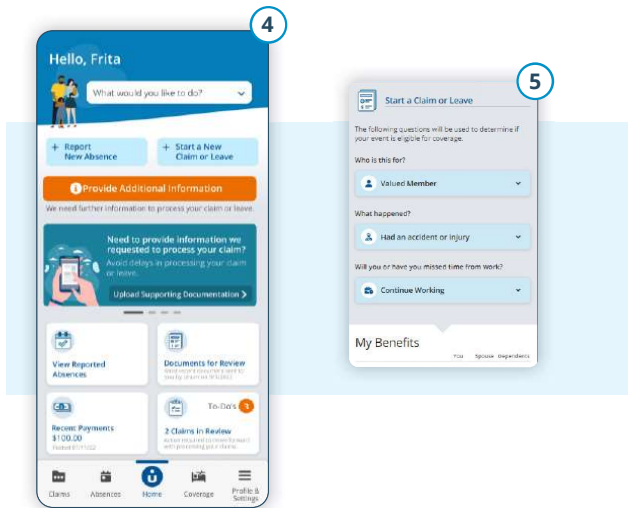 4
Hello, Frita
What would you like to do?
+ Report
New Absence
+ Start a New
Claim or Leave
Provide Additional Information
We need further information to process your claim or leave.
Need to provide information we
requested to process your claim?
Avoid delays in processing your claim
or leave.
Upload Supporting Documentation >
View Reported
Absences
Documents for Review
To-Do's
Recent Payments
$100.00
2 Claims in Review
Claims
Absences
Home
Coverage
Profile &
Settings
5
Start a Claim or Leave
The following questions will be used to determine if
your event is eligible for coverage.
Who is this for?
Valued Member
What happened?
Had an accident or injury
Will you or have you missed time from work?
Continue Working
My Benefits
You Spouse Dependents